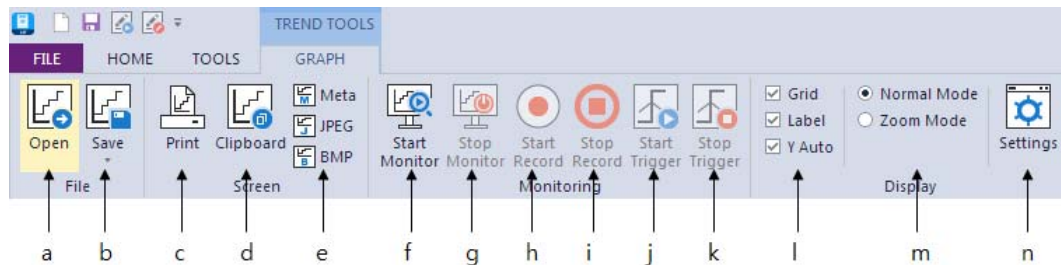 TREND TOOLS
FILE HOME TOOLS GRAPH
Open Save Print Clipboard Meta JPEG BMP Start Monitor Stop Monitor Start Record Stop Record Start Trigger Stop Trigger Grid Label Y Auto Normal Mode Zoom Mode Settings
File Screen Monitoring Display
a b c d e f g h i j k l m n